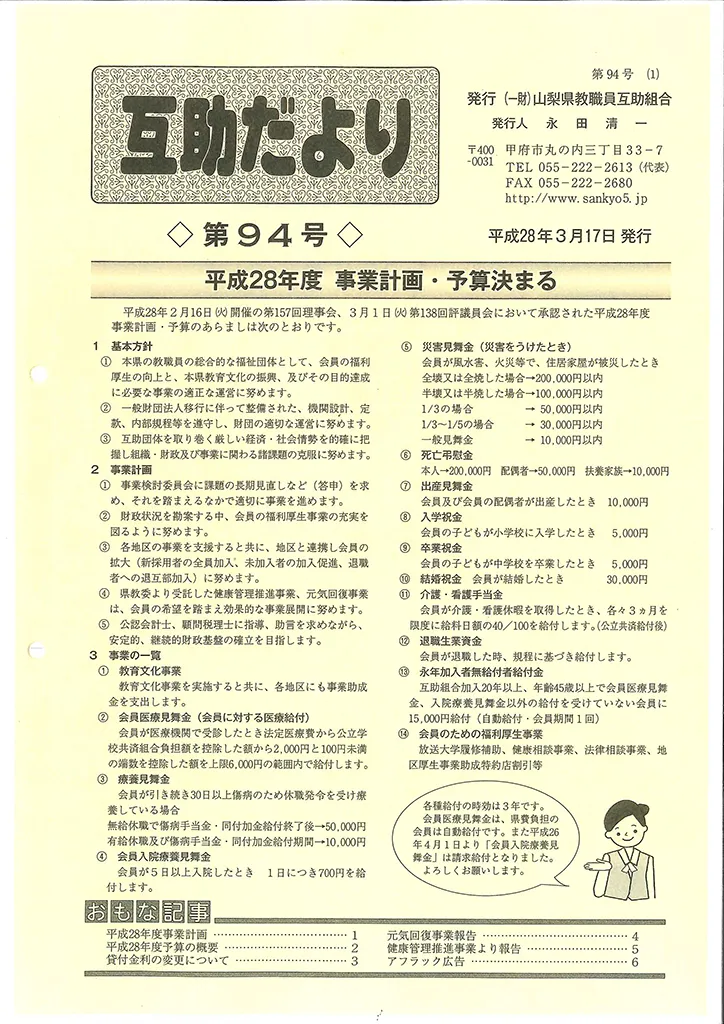 第94号 (1)
互助だより
発行 (一財)山梨県教職員互助組合
発行人 永田清一
〒400-0031 甲府市丸の内三丁目33-7
TEL 055-222-2613(代表)
FAX 055-222-2680
http://www.sankyo5.jp
◇ 第94号 ◇
平成28年3月17日 発行
平成28年度 事業計画・予算決まる
平成28年2月16日(火)開催の第157回理事会、3月1日(火)第138回評議員会において承認された平成28年度
事業計画・予算のあらましは次のとおりです。
1 基本方針
① 本県の教職員の総合的な福祉団体として、会員の福利
厚生の向上と、本県教育文化の振興、及びその目的達成
に必要な事業の適正な運営に努めます。
② 一般財団法人移行に伴って整備された、機関設計、定
款、内部規程等を遵守し、財団の適切な運営に努めます。
③ 互助団体を取り巻く厳しい経済・社会情勢を的確に把
握し組織・財政及び事業に関わる諸課題の克服に努めます。
2 事業計画
① 事業検討委員会に課題の長期見直しなど(答申)を求
め、それを踏まえるなかで適切に事業を進めます。
② 財政状況を勘案する中、会員の福利厚生事業の充実を
図るように努めます。
③ 各地区の事業を支援すると共に、地区と連携し会員の
拡大(新採用者の全員加入、未加入者の加入促進、退職
者への退互部加入)に努めます。
④ 県教委より受託した健康管理推進事業、元気回復事業
は、会員の希望を踏まえ効果的な事業展開に努めます。
⑤ 公認会計士、顧問税理士に指導、助言を求めながら、
安定的、継続的財政基盤の確立を目指します。
3 事業の一覧
① 教育文化事業
教育文化事業を実施すると共に、各地区にも事業助成
金を支出します。
② 会員医療見舞金(会員に対する医療給付)
会員が医療機関で受診したとき法定医療費から公立学
校共済組合負担額を控除した額から2,000円と100円未満
の端数を控除した額を上限6,000円の範囲内で給付します。
③ 療養見舞金
会員が引き続き30日以上傷病のため休職発令を受け療
養している場合
無給休職で傷病手当金・同付加金給付終了後→50,000円
有給休職及び傷病手当金・同付加金給付期間→10,000円
④ 会員入院療養見舞金
会員が5日以上入院したとき 1日につき700円を給
付します。
⑤ 災害見舞金(災害をうけたとき)
会員が風水害、火災等で、住居家屋が被災したとき
全壊又は全焼した場合→200,000円以内
半壊又は半焼した場合→100,000円以内
1/3の場合 → 50,000円以内
1/3~1/5の場合 → 30,000円以内
一般見舞金 → 10,000円以内
⑥ 死亡弔慰金
本人→200,000円 配偶者→50,000円 扶養家族→10,000円
⑦ 出産見舞金
会員及び会員の配偶者が出産したとき 10,000円
⑧ 入学祝金
会員の子どもが小学校に入学したとき 5,000円
⑨ 卒業祝金
会員の子どもが中学校を卒業したとき 5,000円
⑩ 結婚祝金 会員が結婚したとき 30,000円
⑪ 介護・看護手当金
会員が介護・看護休暇を取得したとき、各々3ヵ月を
限度に給料日額の40/100を給付します。(公立共済給付後)
⑫ 退職生業資金
会員が退職した時、規程に基づき給付します。
⑬ 永年加入者無給付者給付金
互助組合加入20年以上、年齢45歳以上で会員医療見舞
金、入院療養見舞金以外の給付を受けていない会員に
15,000円給付(自動給付・会員期間1回)
⑭ 会員のための福利厚生事業
放送大学履修補助、健康相談事業、法律相談事業、地
区厚生事業助成特約店割引等
各種給付の時効は3年です。
会員医療見舞金は、県費負担の
会員は自動給付です。また平成26
年4月1日より「会員入院療養見
舞金」は請求給付となりました。
よろしくお願いします。
おもな記事
平成28年度事業計画 …………………… 1
平成28年度予算の概要 ………………… 2
貸付金利の変更について ……………… 3
元気回復事業報告 ……………………… 4
健康管理推進事業より報告 …………… 5
アフラック広告 ………………………… 6